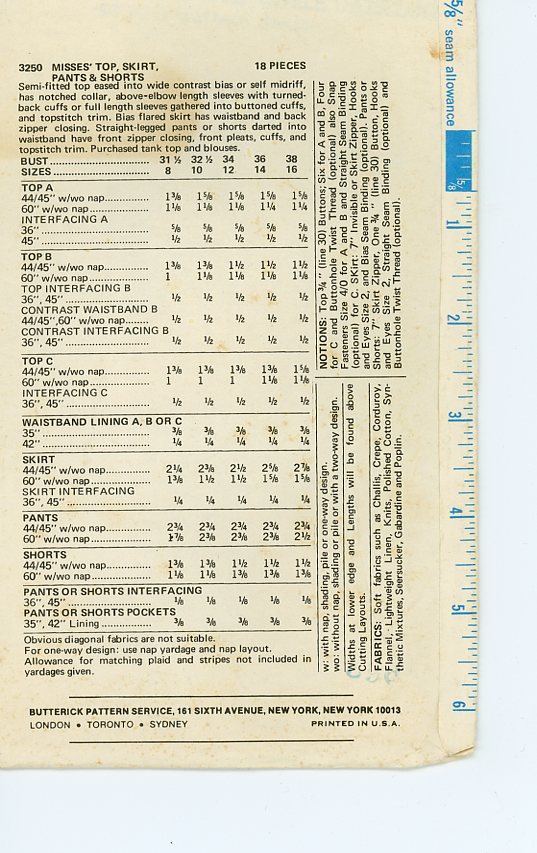 3250 MISSES' TOP, SKIRT, 18 PIECES
PANTS & SHORTS
Semi-fitted top eased into wide contrast bias or self midriff,
has notched collar, above-elbow length sleeves with turned-
back cuffs or full length sleeves gathered into buttoned cuffs,
and topstitch trim. Bias flared skirt has waistband and back
zipper closing. Straight-legged pants or shorts darted into
waistband have front zipper closing, front pleats, cuffs, and
topstitch trim. Purchased tank top and blouses.
BUST 31 ½ 32 ½ 34 36 38
SIZES 8 10 12 14 16
TOP A
44/45" w/wo nap 1⅜ 1⅝ 1⅝ 1⅝ 1⅝
60" w/wo nap 1⅛ 1⅛ 1⅛ 1¼ 1¼
INTERFACING A
36" ⅝ ⅝ ⅝ ⅝ ⅝
45" ½ ½ ½ ½ ½
TOP B
44/45" w/wo nap 1⅜ 1⅜ 1½ 1½ 1½
60" w/wo nap 1 1⅛ 1⅛ 1⅛ 1⅛
TOP INTERFACING B
36", 45" ½ ½ ½ ½ ½
CONTRAST WAISTBAND B
44/45",60" w/wo nap ½ ½ ½ ½ ½
CONTRAST INTERFACING B
36", 45" ½ ½ ½ ½ ½
TOP C
44/45" w/wo nap 1⅜ 1⅜ 1⅜ 1⅜ 1⅝
60" w/wo nap 1 1 1 1⅛ 1⅛
INTERFACING C
36", 45" ½ ½ ½ ½ ½
WAISTBAND LINING A, B OR C
35" ⅜ ⅜ ⅜ ⅜ ⅜
42" ¼ ¼ ¼ ¼ ¼
SKIRT
44/45" w/wo nap 2¼ 2⅜ 2½ 2⅝ 2⅞
60" w/wo nap 1⅜ 1½ 1½ 1⅝ 1⅝
SKIRT INTERFACING
36", 45" ¼ ¼ ¼ ¼ ¼
PANTS
44/45" w/wo nap 2¾ 2¾ 2¾ 2¾ 2¾
60" w/wo nap 1⅞ 2⅜ 2⅜ 2⅜ 2½
SHORTS
44/45" w/wo nap 1⅜ 1⅜ 1½ 1½ 1½
60" w/wo nap 1⅛ 1⅛ 1⅜ 1⅜ 1⅜
PANTS OR SHORTS INTERFACING
36", 45" ⅛ ⅛ ⅛ ⅛ ⅛
PANTS OR SHORTS POCKETS
35", 42" Lining ⅜ ⅜ ⅜ ⅜ ⅜
Obvious diagonal fabrics are not suitable.
For one-way design: use nap yardage and nap layout.
Allowance for matching plaid and stripes not included in
yardages given.
NOTIONS: Top ¾ " (line 30) Buttons; Six for A and B, Four
for C and Buttonhole Twist Thread (optional) also Snap
Fasteners Size 4/0 for A and B and Straight Seam Binding
(optional) for C. SKirt: 7" Invisible or Skirt Zipper, Hooks
and Eyes Size 2, and Bias Seam Binding (optional). Pants or
Shorts: 7" Skirt Zipper, One ¾ " (line 30) Button, Hooks
and Eyes Size 2, Straight Seam Binding (optional) and
Buttonhole Twist Thread (optional).
w: with nap, shading, pile or one-way design.
wo: without nap, shading or pile or with a two-way design.
Widths at lower edge and Lengths will be found above
Cutting Layouts.
FABRICS: Soft fabrics such as Challis, Crepe, Corduroy,
Flannel, Lightweight Linen, Knits, Polished Cotton, Syn-
thetic Mixtures, Seersucker, Gabardine and Poplin.
BUTTERICK PATTERN SERVICE, 161 SIXTH AVENUE, NEW YORK, NEW YORK 10013
LONDON • TORONTO • SYDNEY PRINTED IN U.S.A.
5/8" seam allowance
5/8
1
2
3
4
5
6